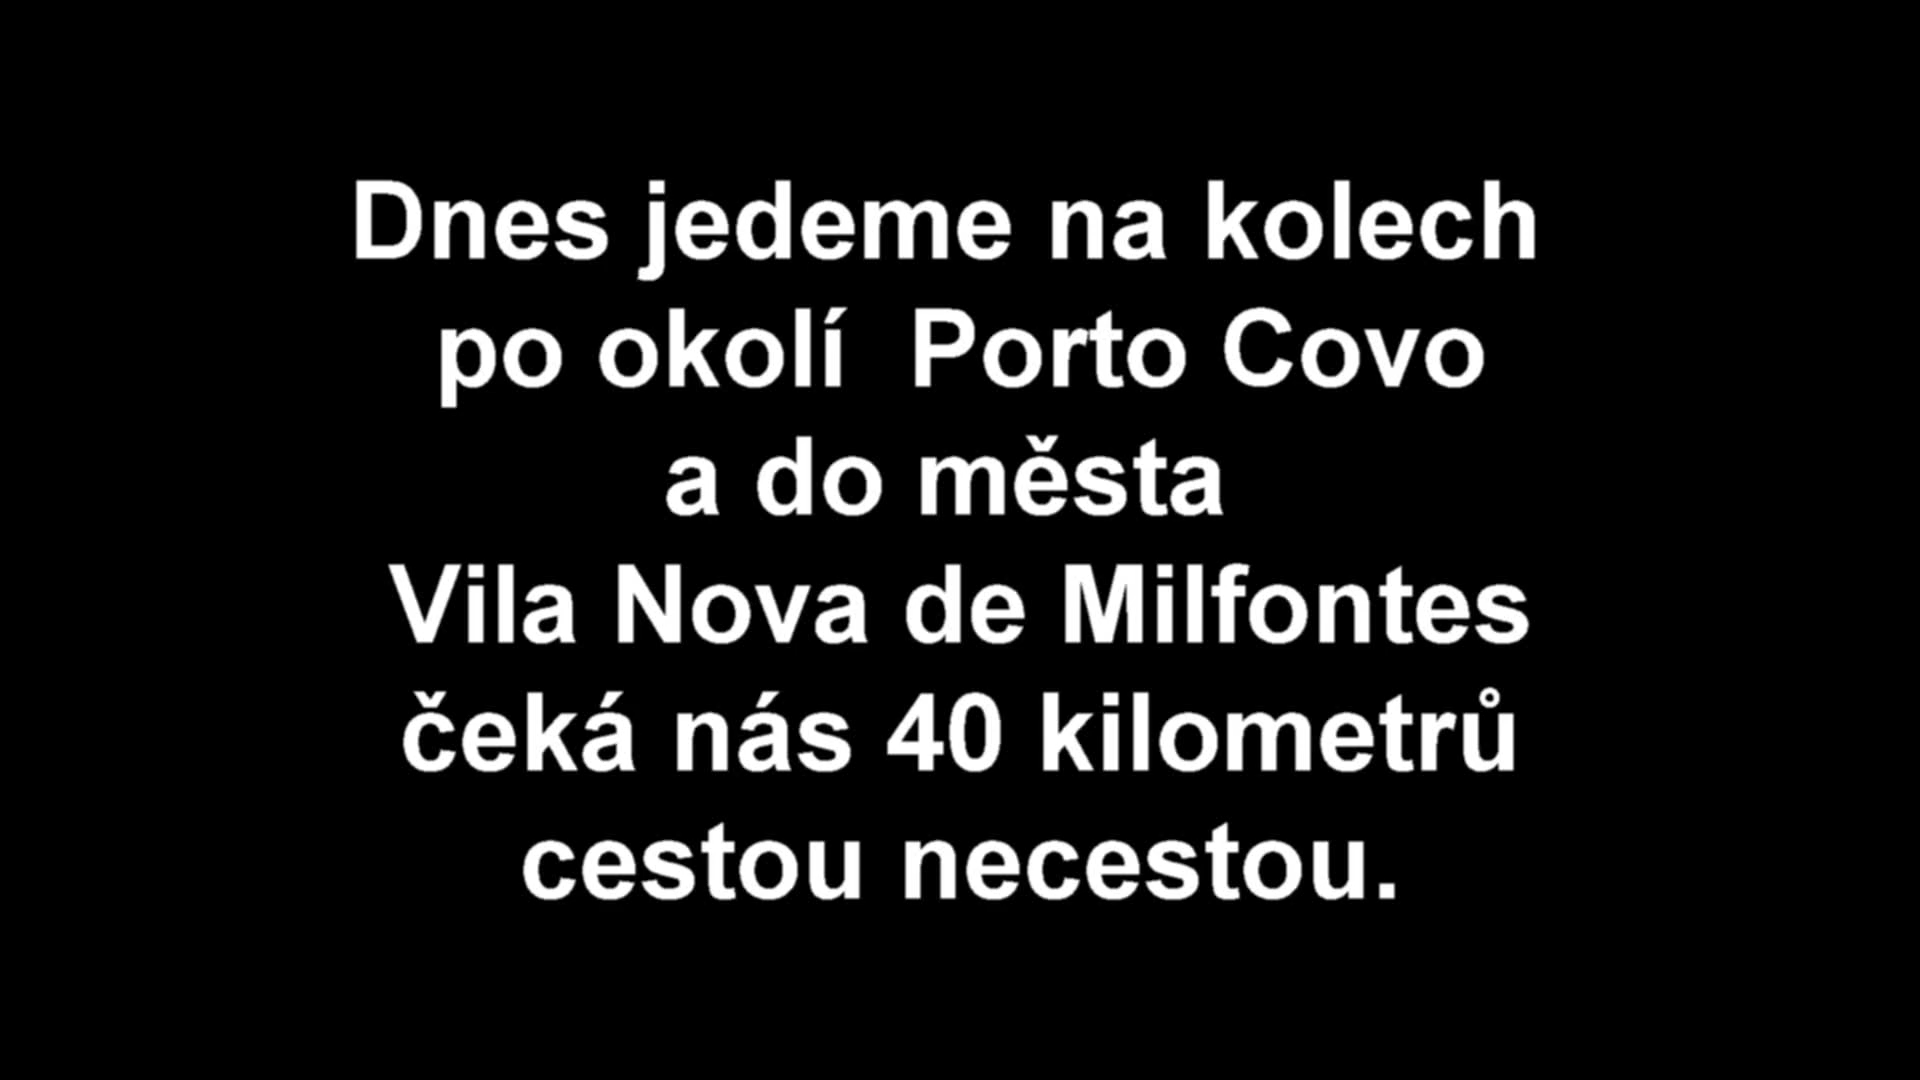 Dnes jedeme na kolech
po okolí  Porto Covo
a do města
Vila Nova de Milfontes
čeká nás 40 kilometrů
cestou necestou.